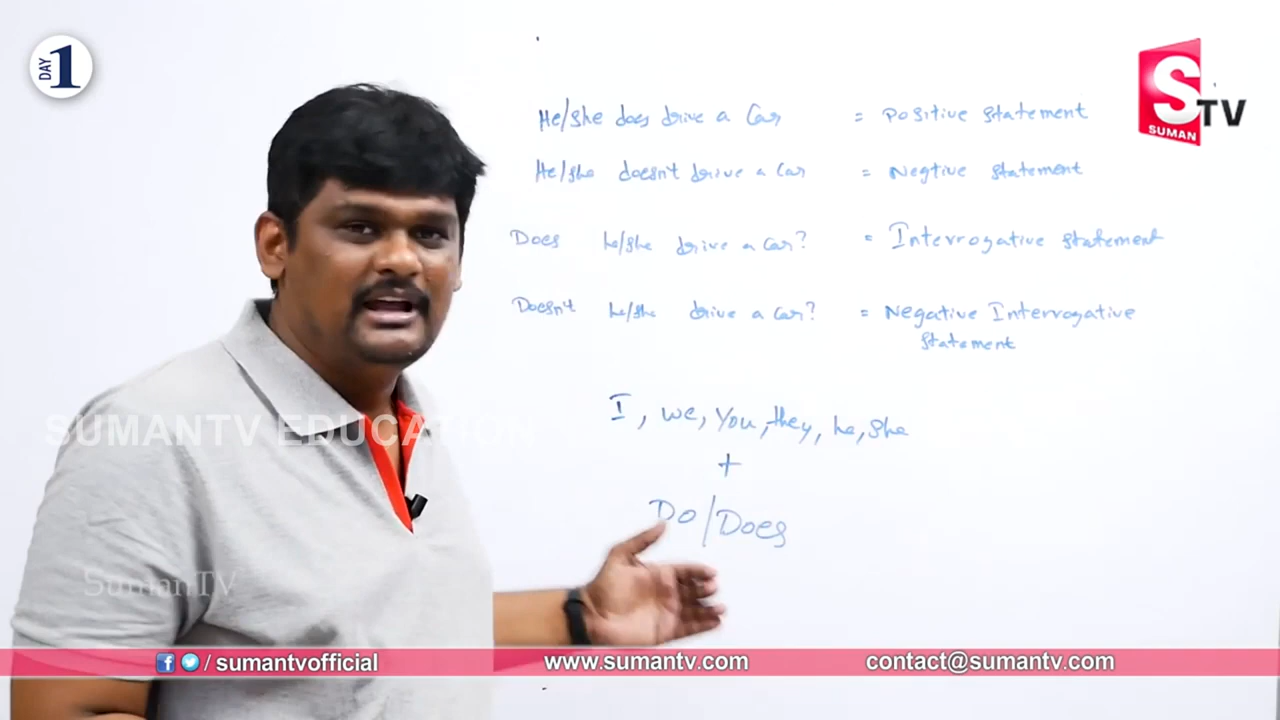 DAY 1
S TV
SUMAN
He/she does drive a Car = Positive statement
He/she doesn't drive a Car = Negtive statement
Does he/she drive a car? = Interrogative statement
Doesn't he/she drive a car? = Negative Interrogative
statement
I, we, you, they, he, she
+
Do/Does
SUMANTV EDUCATION
SumanTV
/ sumantvofficial
www.sumantv.com
contact@sumantv.com